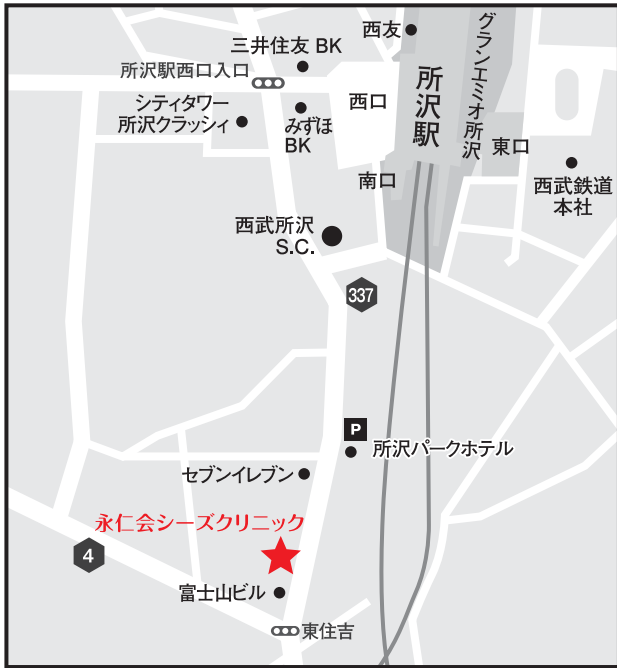 西友
グランエミオ所沢
三井住友 BK
所沢駅西口入口
所沢駅
西口
シティタワー
所沢クラッシィ
みずほ
BK
東口
南口
西武鉄道
本社
西武所沢
S.C.
337
P
所沢パークホテル
セブンイレブン
永仁会シーズクリニック
4
富士山ビル
東住吉